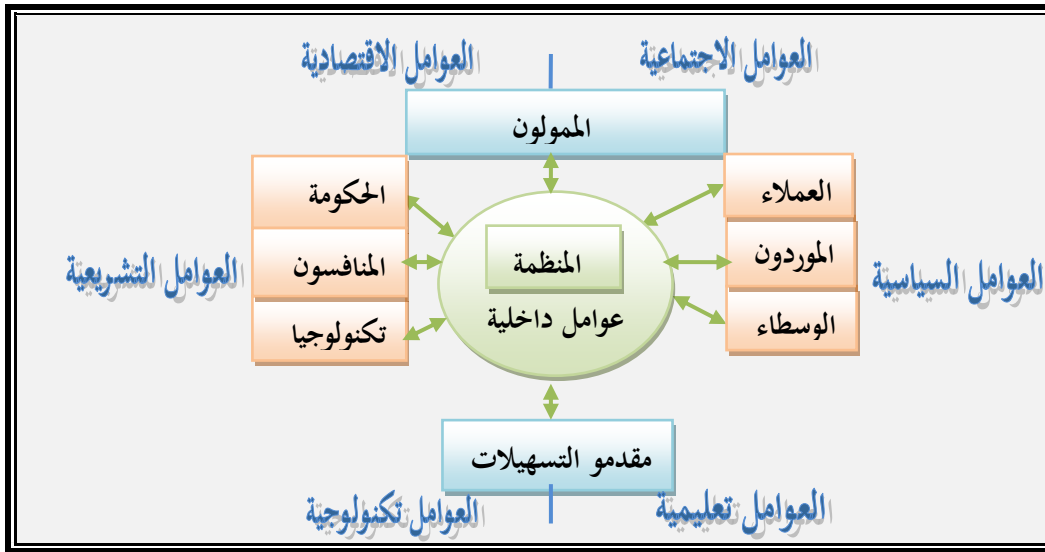 العوامل الاجتماعية
العوامل الاقتصادية
الممولون
العملاء
الحكومة
الموردون
المنظمة
المنافسون
العوامل السياسية
العوامل التشريعية
الوسطاء
عوامل داخلية
تكنولوجيا
مقدمو التسهيلات
العوامل تعليمية
العوامل تكنولوجية